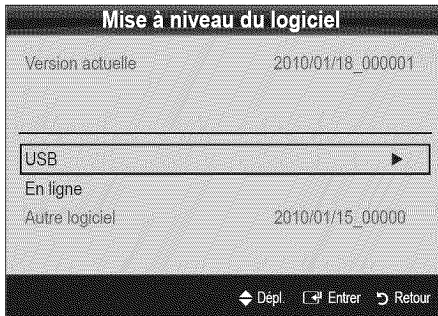 Mise à niveau du logiciel
Version actuelle 2010/01/18_000001
USB
En ligne
Autre logiciel 2010/01/15_00000
Dépl. Entrer Retour